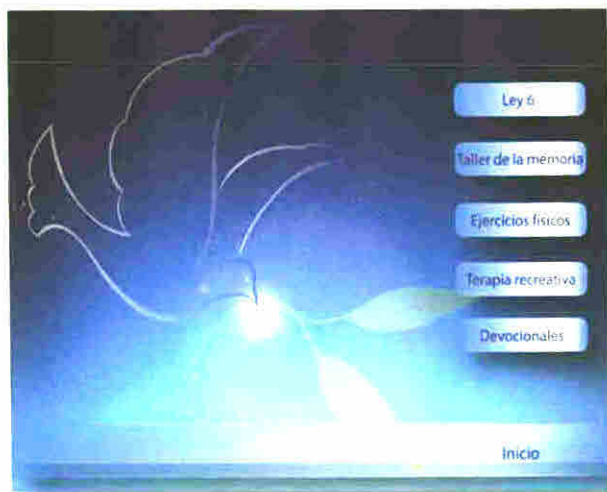 Ley 6
Taller de la memoria
Ejercicios físicos
Terapia recreativa
Devocionales
Inicio